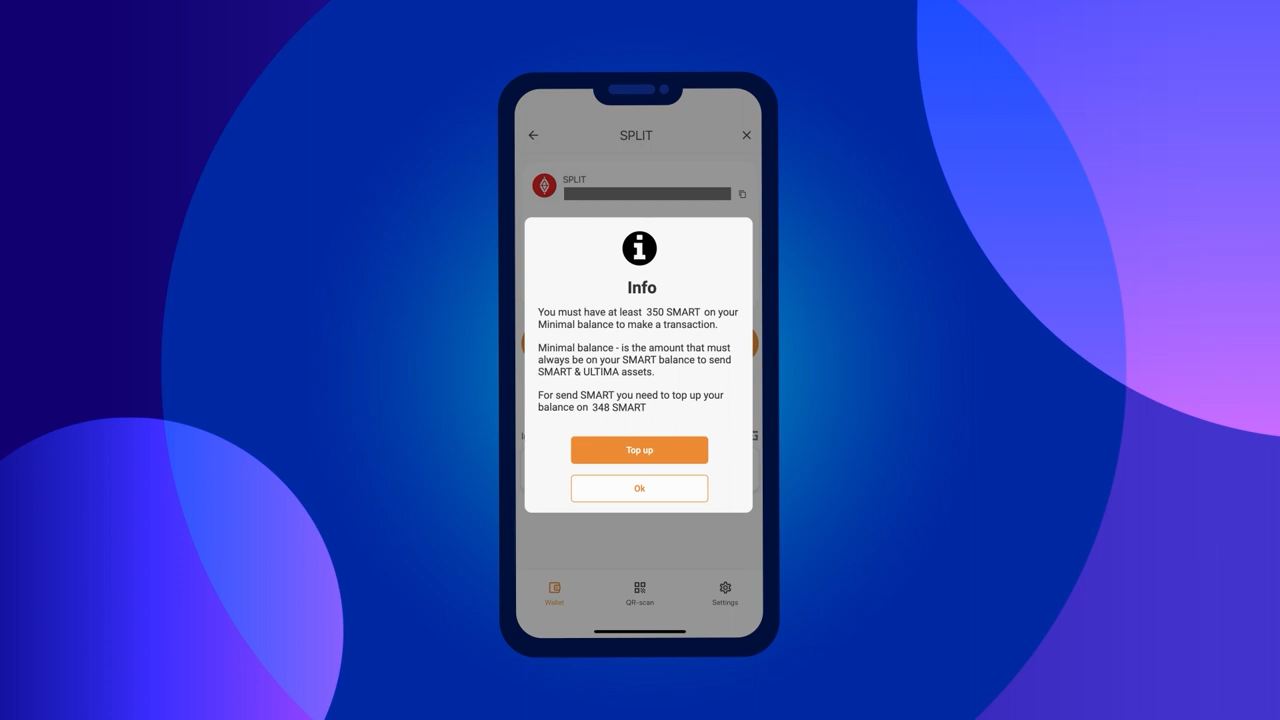 SPLIT
SPLIT
Info
You must have at least 350 SMART on your
Minimal balance to make a transaction.
Minimal balance - is the amount that must
always be on your SMART balance to send
SMART & ULTIMA assets.
For send SMART you need to top up your
balance on 348 SMART
Top up
Ok
Wallet
QR-scan
Settings